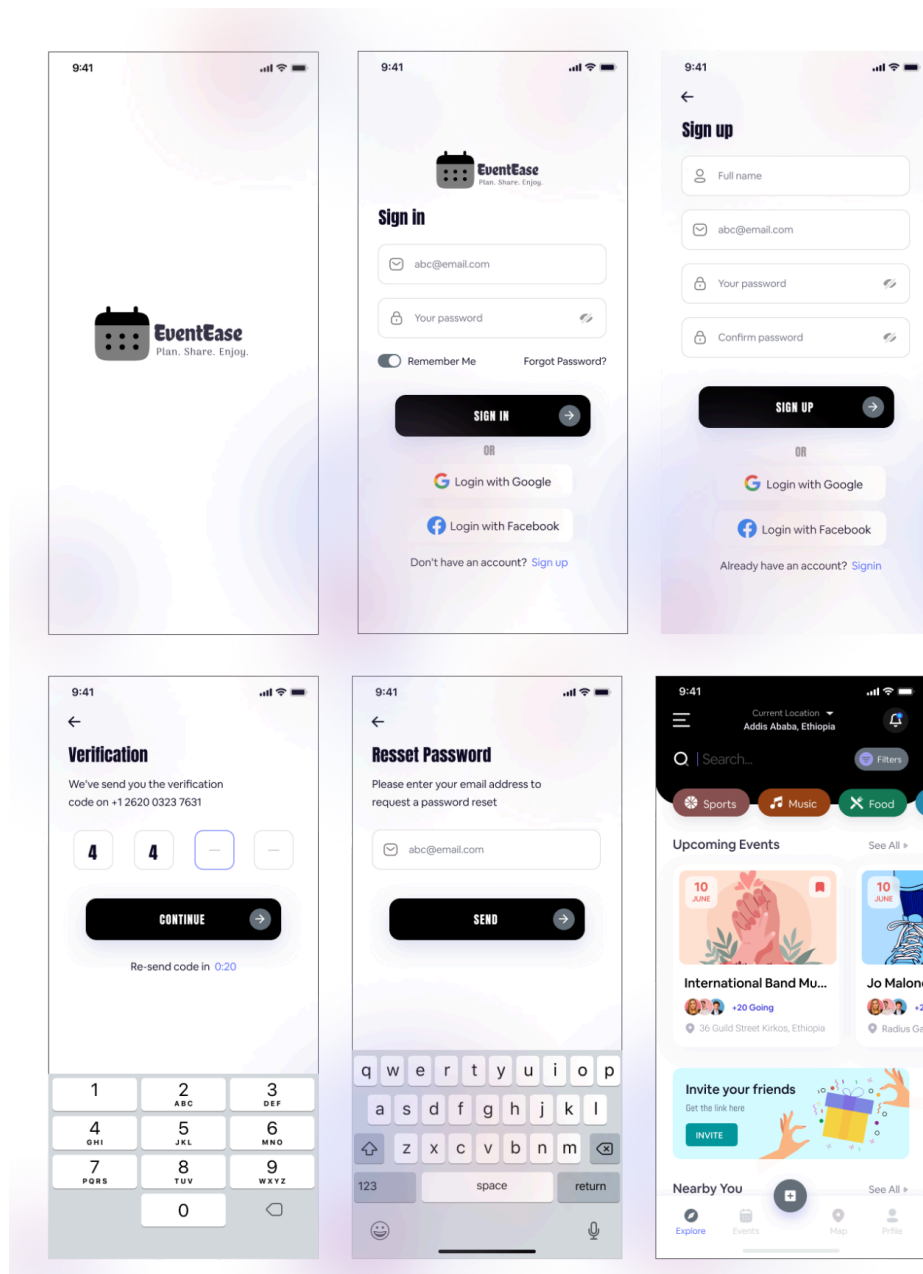 9:41
EventEase
Plan. Share. Enjoy.
9:41
EventEase
Plan. Share. Enjoy.
Sign in
abc@email.com
Your password
Remember Me Forgot Password?
SIGN IN
OR
Login with Google
Login with Facebook
Don't have an account? Sign up
9:41
Sign up
Full name
abc@email.com
Your password
Confirm password
SIGN UP
OR
Login with Google
Login with Facebook
Already have an account? Signin
9:41
Verification
We've send you the verification
code on +1 2620 0323 7631
4 4 – –
CONTINUE
Re-send code in 0:20
1 2 3
ABC DEF
4 5 6
GHI JKL MNO
7 8 9
PQRS TUV WXYZ
0
9:41
Resset Password
Please enter your email address to
request a password reset
abc@email.com
SEND
q w e r t y u i o p
a s d f g h j k l
z x c v b n m
123 space return
9:41
Current Location
Addis Ababa, Ethiopia
Search... Filters
Sports Music Food
Upcoming Events See All
10
JUNE
International Band Mu...
+20 Going
36 Guild Street Kirkos, Ethiopia
10
JUNE
Jo Malon
+2
Radius Ga
Invite your friends
Get the link here
INVITE
Nearby You See All
Explore Events Map Prfile